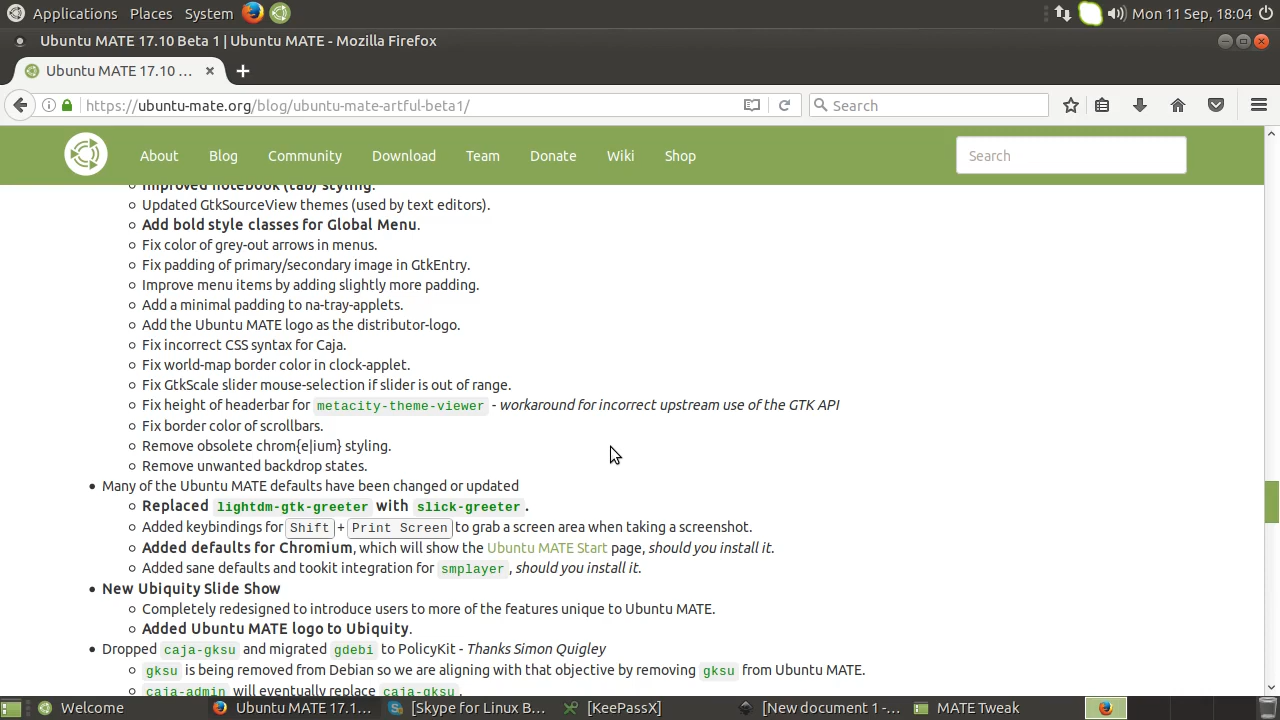 Applications Places System Mon 11 Sep, 18:04
Ubuntu MATE 17.10 Beta 1 | Ubuntu MATE - Mozilla Firefox
Ubuntu MATE 17.10 ...
https://ubuntu-mate.org/blog/ubuntu-mate-artful-beta1/ Search
About Blog Community Download Team Donate Wiki Shop Search
Improved notebook (tab) styling.
Updated GtkSourceView themes (used by text editors).
Add bold style classes for Global Menu.
Fix color of grey-out arrows in menus.
Fix padding of primary/secondary image in GtkEntry.
Improve menu items by adding slightly more padding.
Add a minimal padding to na-tray-applets.
Add the Ubuntu MATE logo as the distributor-logo.
Fix incorrect CSS syntax for Caja.
Fix world-map border color in clock-applet.
Fix GtkScale slider mouse-selection if slider is out of range.
Fix height of headerbar for metacity-theme-viewer - workaround for incorrect upstream use of the GTK API
Fix border color of scrollbars.
Remove obsolete chrom{e|ium} styling.
Remove unwanted backdrop states.
Many of the Ubuntu MATE defaults have been changed or updated
Replaced lightdm-gtk-greeter with slick-greeter.
Added keybindings for Shift + Print Screen to grab a screen area when taking a screenshot.
Added defaults for Chromium, which will show the Ubuntu MATE Start page, should you install it.
Added sane defaults and tookit integration for smplayer, should you install it.
New Ubiquity Slide Show
Completely redesigned to introduce users to more of the features unique to Ubuntu MATE.
Added Ubuntu MATE logo to Ubiquity.
Dropped caja-gksu and migrated gdebi to PolicyKit - Thanks Simon Quigley
gksu is being removed from Debian so we are aligning with that objective by removing gksu from Ubuntu MATE.
caja-admin will eventually replace caja-gksu.
Welcome Ubuntu MATE 17.1... [Skype for Linux B... [KeePassX] [New document 1 -... MATE Tweak